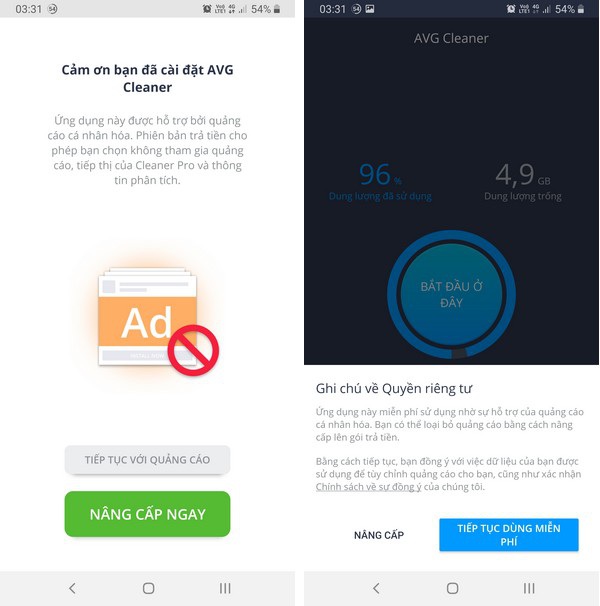 03:31 54 Voò LTE1 4G 54%
Cảm ơn bạn đã cài đặt AVG
Cleaner
Ứng dụng này được hỗ trợ bởi quảng
cáo cá nhân hóa. Phiên bản trả tiền cho
phép bạn chọn không tham gia quảng
cáo, tiếp thị của Cleaner Pro và thông
tin phân tích.
Ad
INSTALL NOW
TIẾP TỤC VỚI QUẢNG CÁO
NÂNG CẤP NGAY
03:31 54 Voò LTE1 4G 54%
AVG Cleaner
96 %
Dung lượng đã sử dụng
4,9 GB
Dung lượng trống
BẮT ĐẦU Ở
ĐÂY
Ghi chú về Quyền riêng tư
Ứng dụng này miễn phí sử dụng nhờ sự hỗ trợ của quảng cáo
cá nhân hóa. Bạn có thể loại bỏ quảng cáo bằng cách nâng
cấp lên gói trả tiền.
Bằng cách tiếp tục, bạn đồng ý với việc dữ liệu của bạn được
sử dụng để tùy chỉnh quảng cáo cho bạn, cũng như xác nhận
Chính sách về sự đồng ý của chúng tôi.
NÂNG CẤP
TIẾP TỤC DÙNG MIỄN
PHÍ